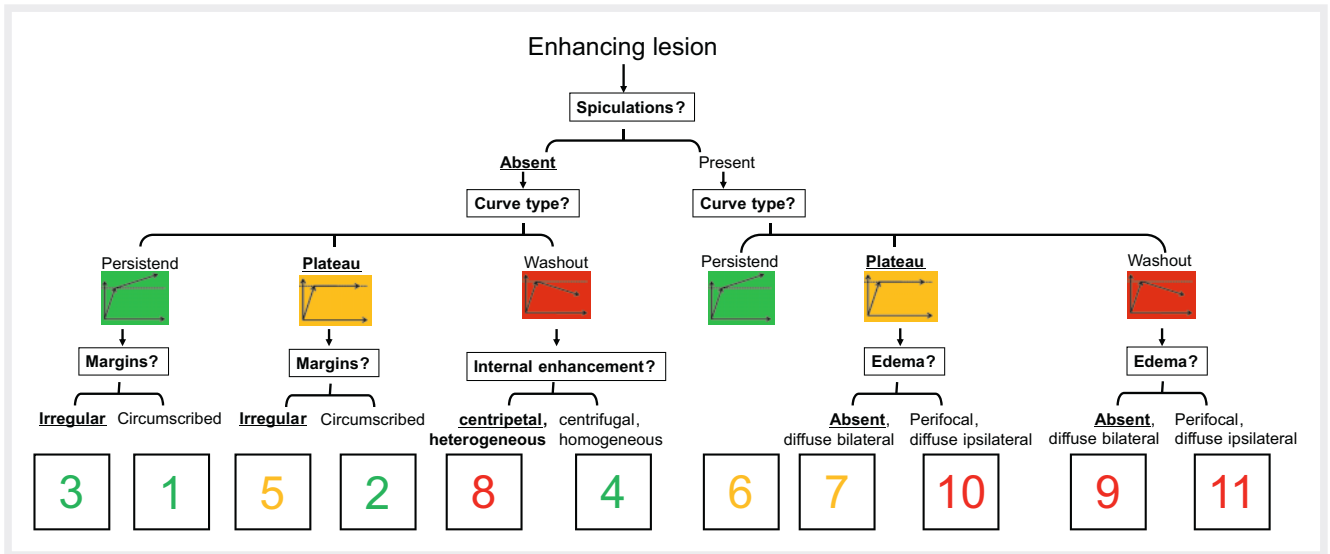 Enhancing lesion
Spiculations?
Absent
Present
Curve type?
Curve type?
Persistend
Plateau
Washout
Persistend
Plateau
Washout
Margins?
Margins?
Internal enhancement?
Edema?
Edema?
Irregular
Circumscribed
Irregular
Circumscribed
centripetal,
heterogeneous
centrifugal,
homogeneous
Absent,
diffuse bilateral
Perifocal,
diffuse ipsilateral
Absent,
diffuse bilateral
Perifocal,
diffuse ipsilateral
3
1
5
2
8
4
6
7
10
9
11